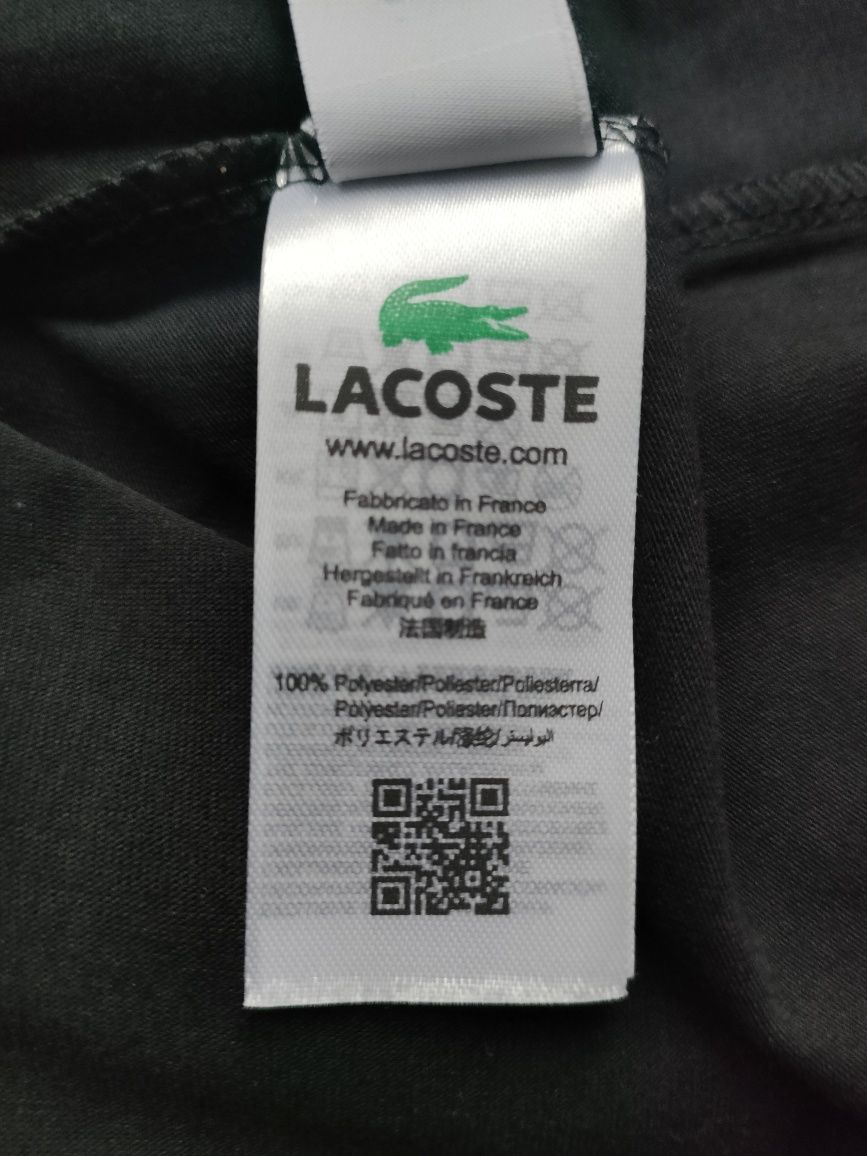 LACOSTE
www.lacoste.com
Fabbricato in France
Made in France
Fatto in francia
Hergestellt in Frankreich
Fabriqué en France
法国制造
100% Polyester/Poliester/Poliesterra/
Polyester/Poliester/Полиэстер/
ポリエステル/涤纶/البوليستر